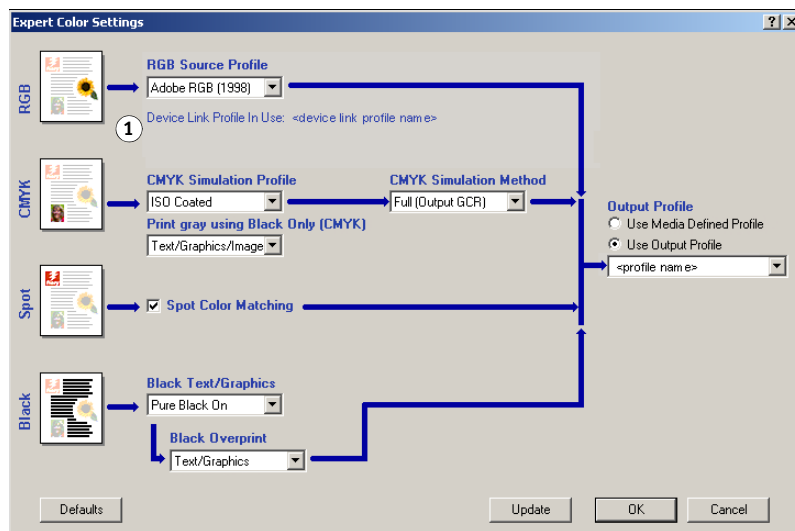 Expert Color Settings
RGB
RGB Source Profile
Adobe RGB (1998)
1
Device Link Profile In Use: <device link profile name>
CMYK
CMYK Simulation Profile
ISO Coated
CMYK Simulation Method
Full (Output GCR)
Print gray using Black Only (CMYK)
Text/Graphics/Image
Output Profile
Use Media Defined Profile
Use Output Profile
<profile name>
Spot
Spot Color Matching
Black
Black Text/Graphics
Pure Black On
Black Overprint
Text/Graphics
Defaults
Update
OK
Cancel